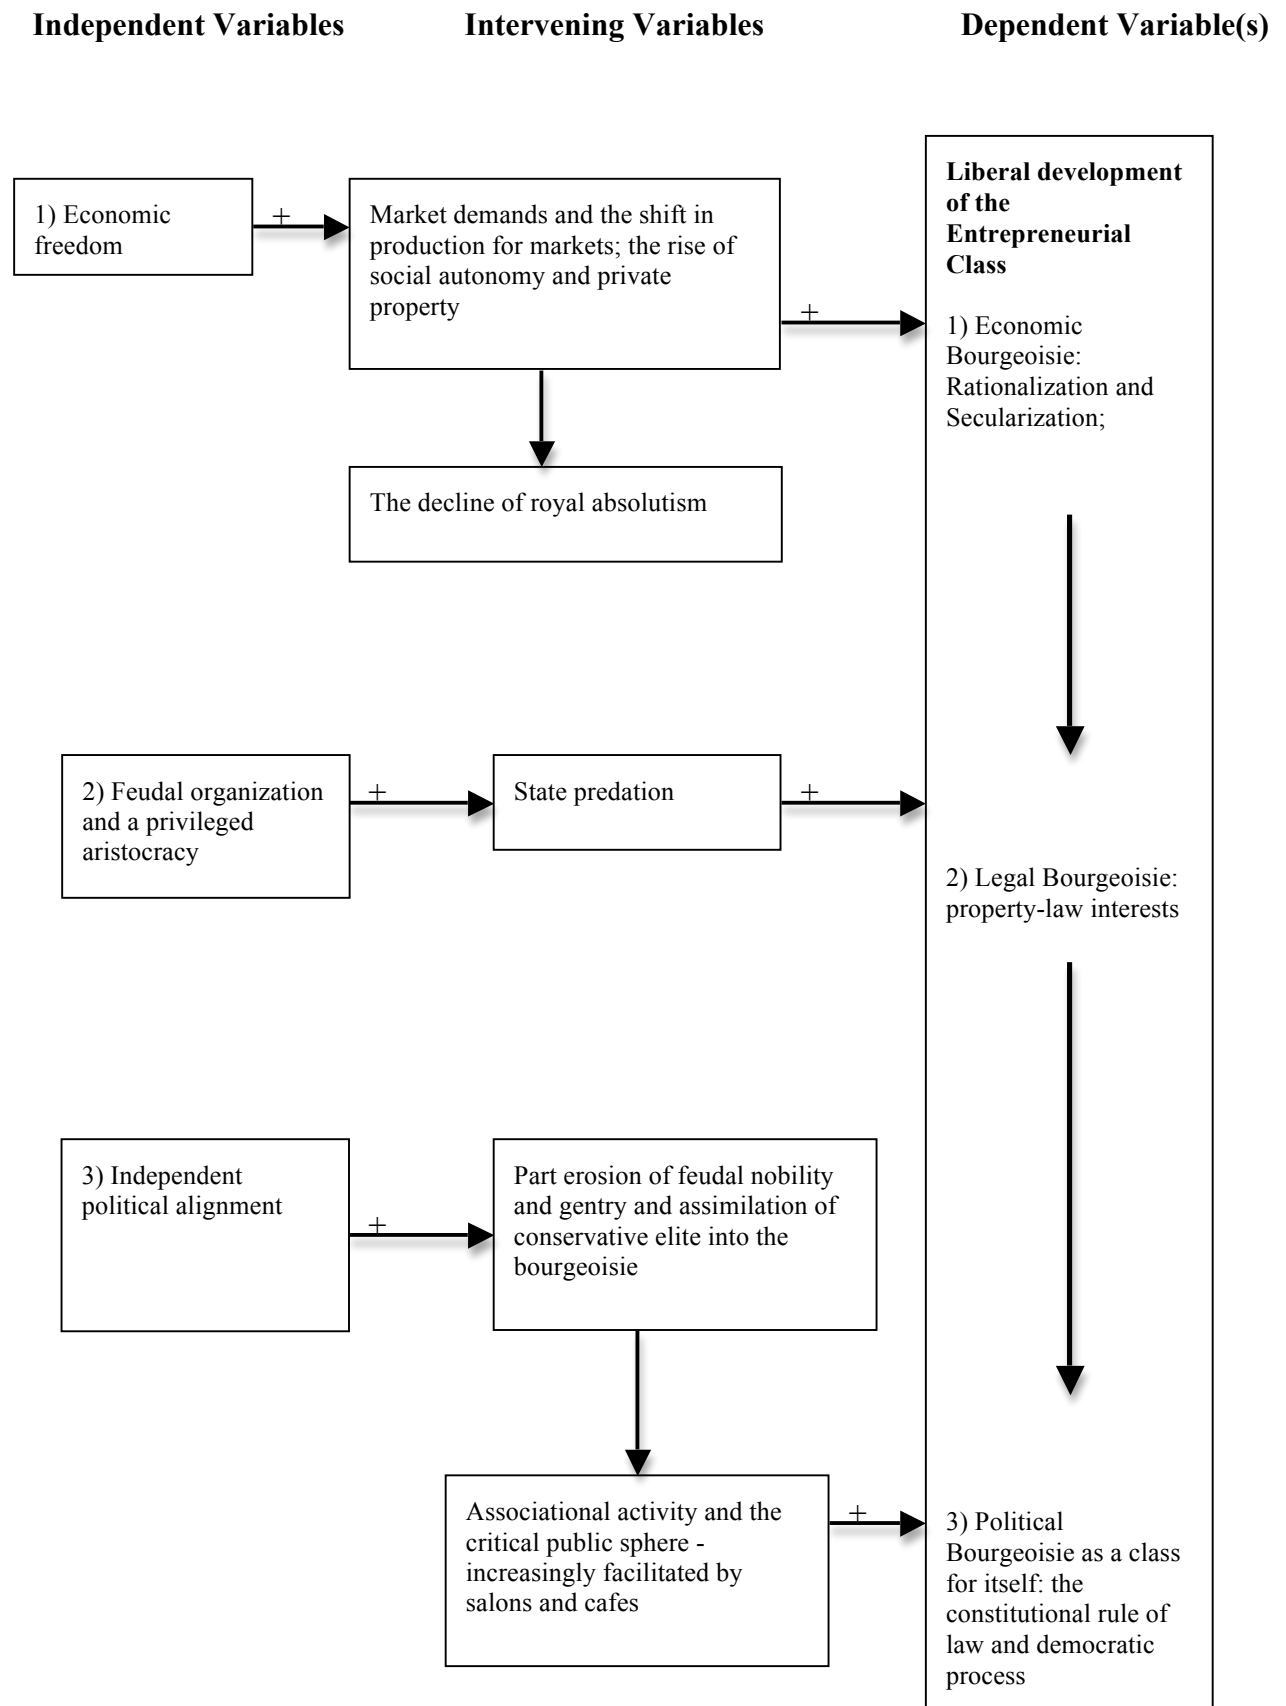 Independent Variables
Intervening Variables
Dependent Variable(s)
1) Economic
freedom
+
Market demands and the shift in
production for markets; the rise of
social autonomy and private
property
+
The decline of royal absolutism
Liberal development
of the
Entrepreneurial
Class
1) Economic
Bourgeoisie:
Rationalization and
Secularization;
2) Feudal organization
and a privileged
aristocracy
+
State predation
+
2) Legal Bourgeoisie:
property-law interests
3) Independent
political alignment
+
Part erosion of feudal nobility
and gentry and assimilation of
conservative elite into the
bourgeoisie
Associational activity and the
critical public sphere -
increasingly facilitated by
salons and cafes
+
3) Political
Bourgeoisie as a class
for itself: the
constitutional rule of
law and democratic
process